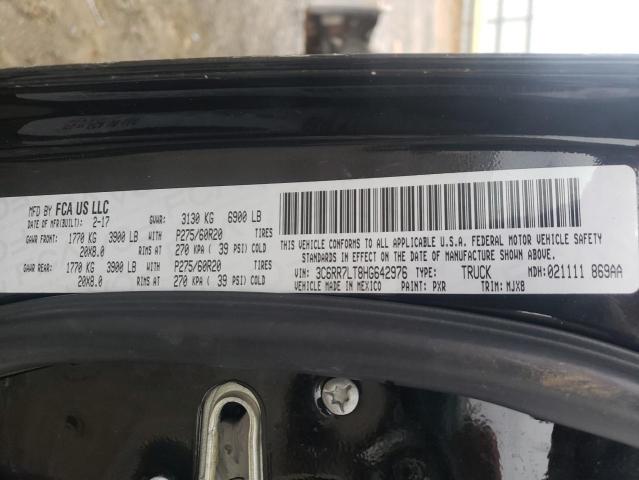 MFD BY FCA US LLC
DATE OF MFR(BUILT): 2-17 GVWR: 3130 KG 6900 LB
GAWR FRONT: 1770 KG 3900 LB WITH P275/60R20 TIRES
20X8.0 RIMS AT 270 KPA ( 39 PSI) COLD
GAWR REAR: 1770 KG 3900 LB WITH P275/60R20 TIRES
20X8.0 RIMS AT 270 KPA ( 39 PSI) COLD
THIS VEHICLE CONFORMS TO ALL APPLICABLE U.S.A. FEDERAL MOTOR VEHICLE SAFETY
STANDARDS IN EFFECT ON THE DATE OF MANUFACTURE SHOWN ABOVE
VIN: 3C6RR7LT8HG642976 TYPE: TRUCK MDH: 021111 869AA
VEHICLE MADE IN MEXICO PAINT: PXR TRIM: MJX8